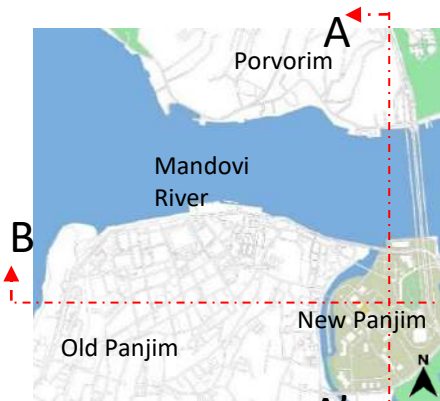 A
Porvorim
Mandovi
River
B
New Panjim
Old Panjim
N